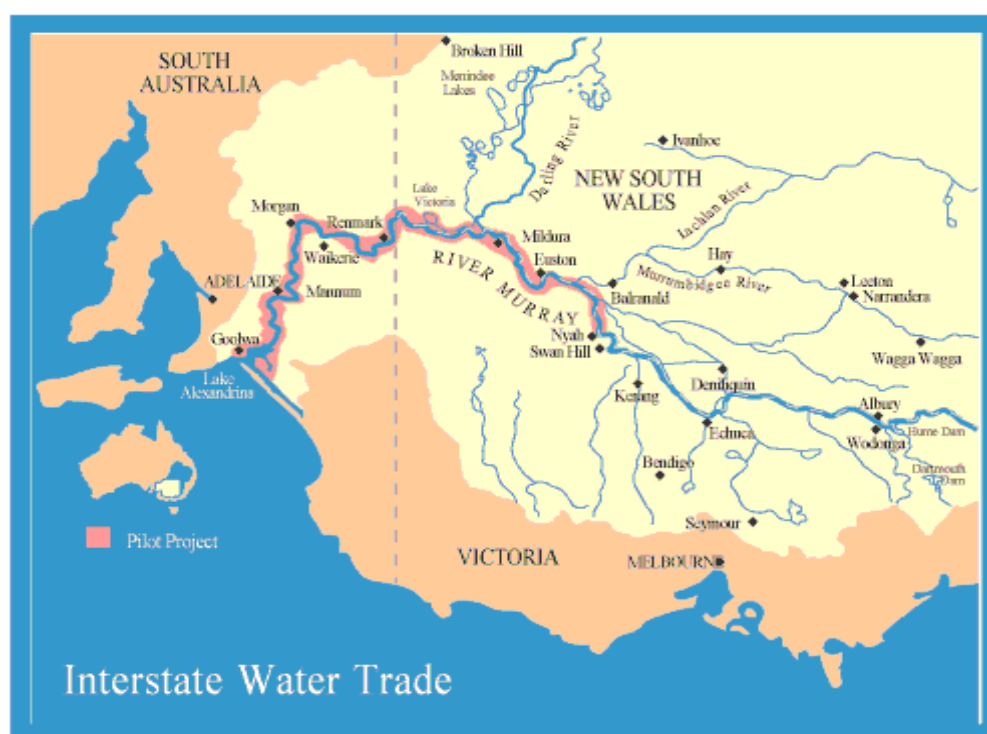 SOUTH
AUSTRALIA
Broken Hill
Menindee
Lakes
Darling River
Ivanhoe
NEW SOUTH
WALES
Lachlan River
Lake
Victoria
Morgan
Renmark
Waikerie
Mildura
Euston
Hay
Murrumbidgee River
Leeton
Narrandera
RIVER MURRAY
Balranald
ADELAIDE
Mannum
Goolwa
Nyah
Swan Hill
Wagga Wagga
Lake
Alexandrina
Kerang
Deniliquin
Albury
Echuca
Hume Dam
Wodonga
Bendigo
Dartmouth
Dam
Seymour
Pilot Project
VICTORIA
MELBOURNE
Interstate Water Trade